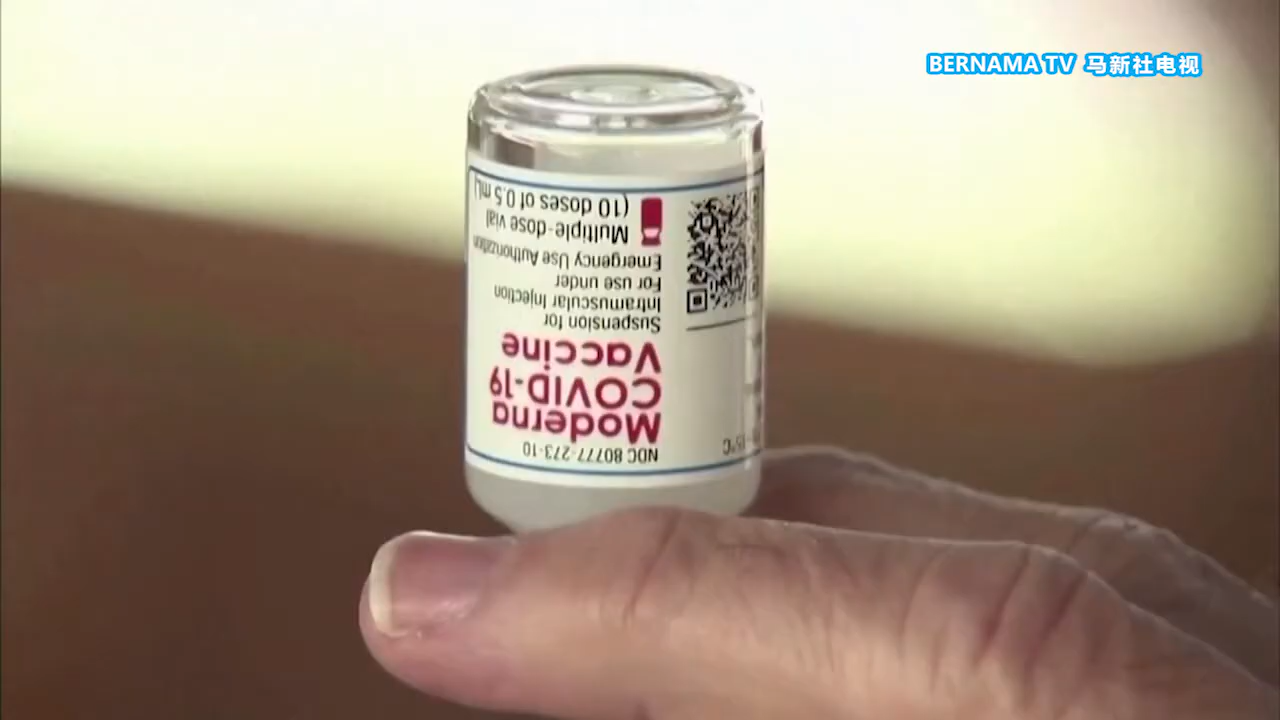 BERNAMA TV 马新社电视
NDC 80777-273-10
Moderna
COVID-19
Vaccine
Suspension for
Intramuscular Injection
For use under
Emergency Use Authorization
Multiple-dose vial
(10 doses of 0.5 mL)